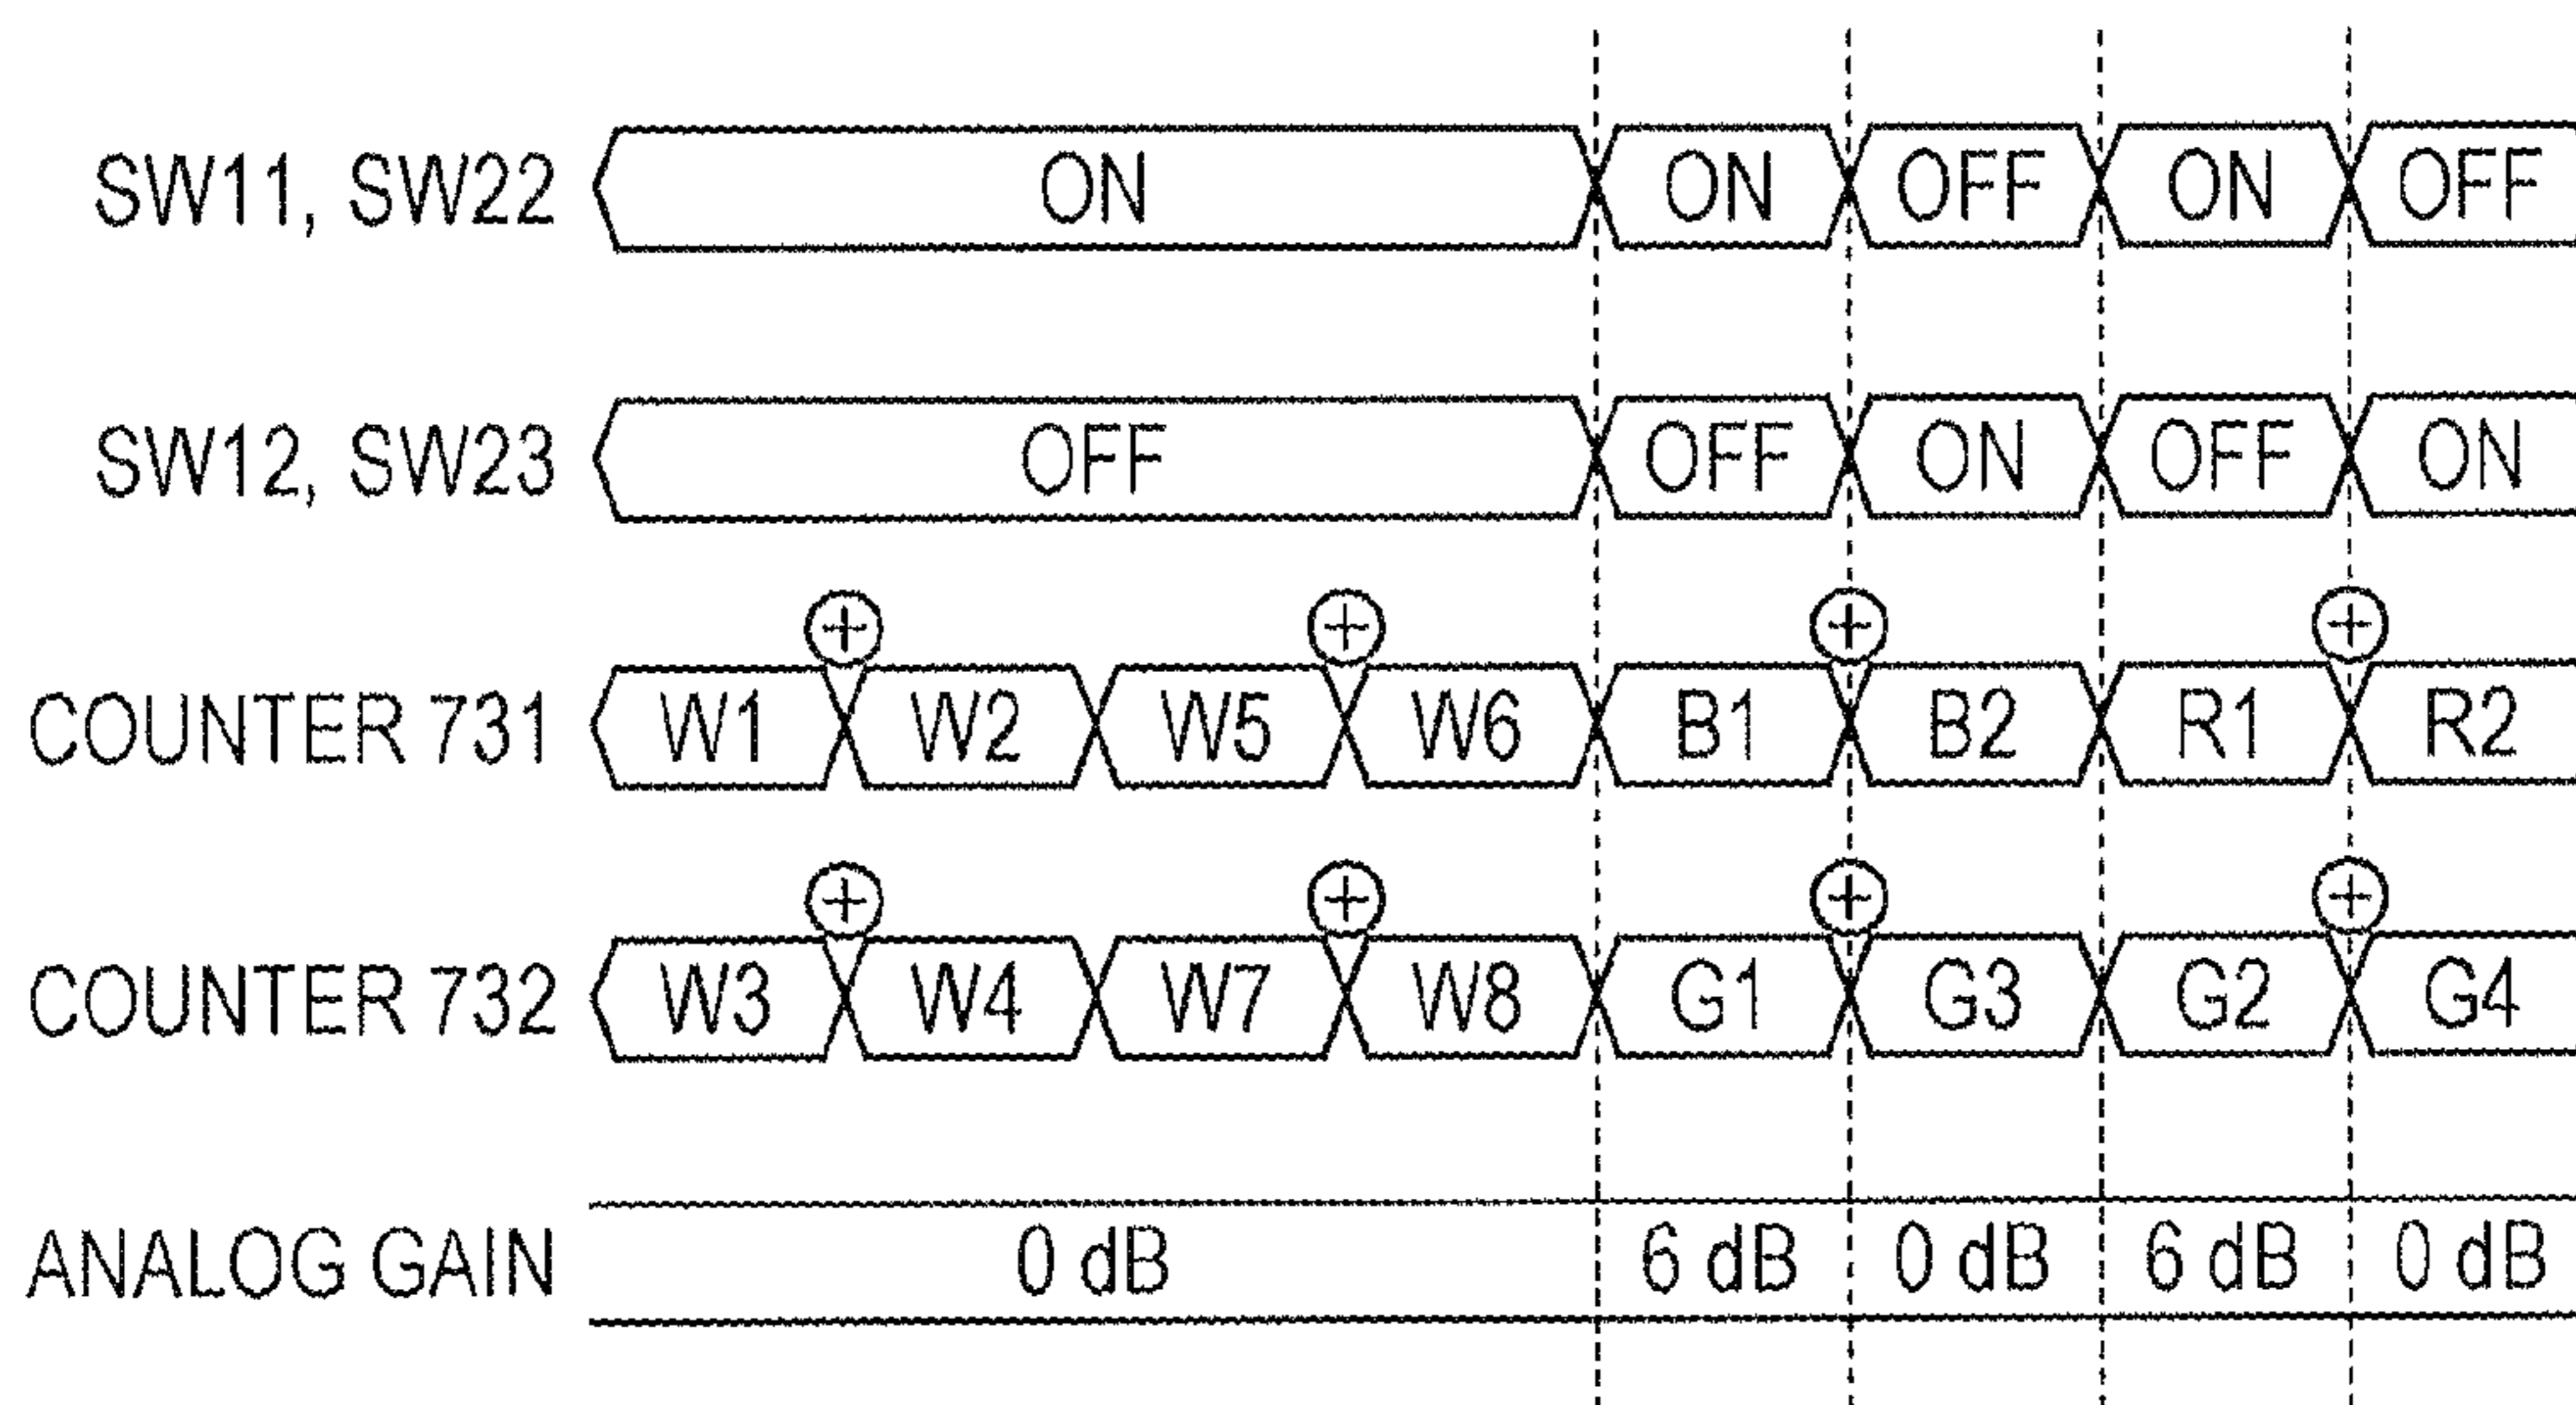 SW11, SW22 ON ON OFF ON OFF
SW12, SW23 OFF OFF ON OFF ON
COUNTER 731 W1 + W2 W5 + W6 B1 + B2 R1 + R2
COUNTER 732 W3 + W4 W7 + W8 G1 + G3 G2 + G4
ANALOG GAIN 0 dB 6 dB 0 dB 6 dB 0 dB